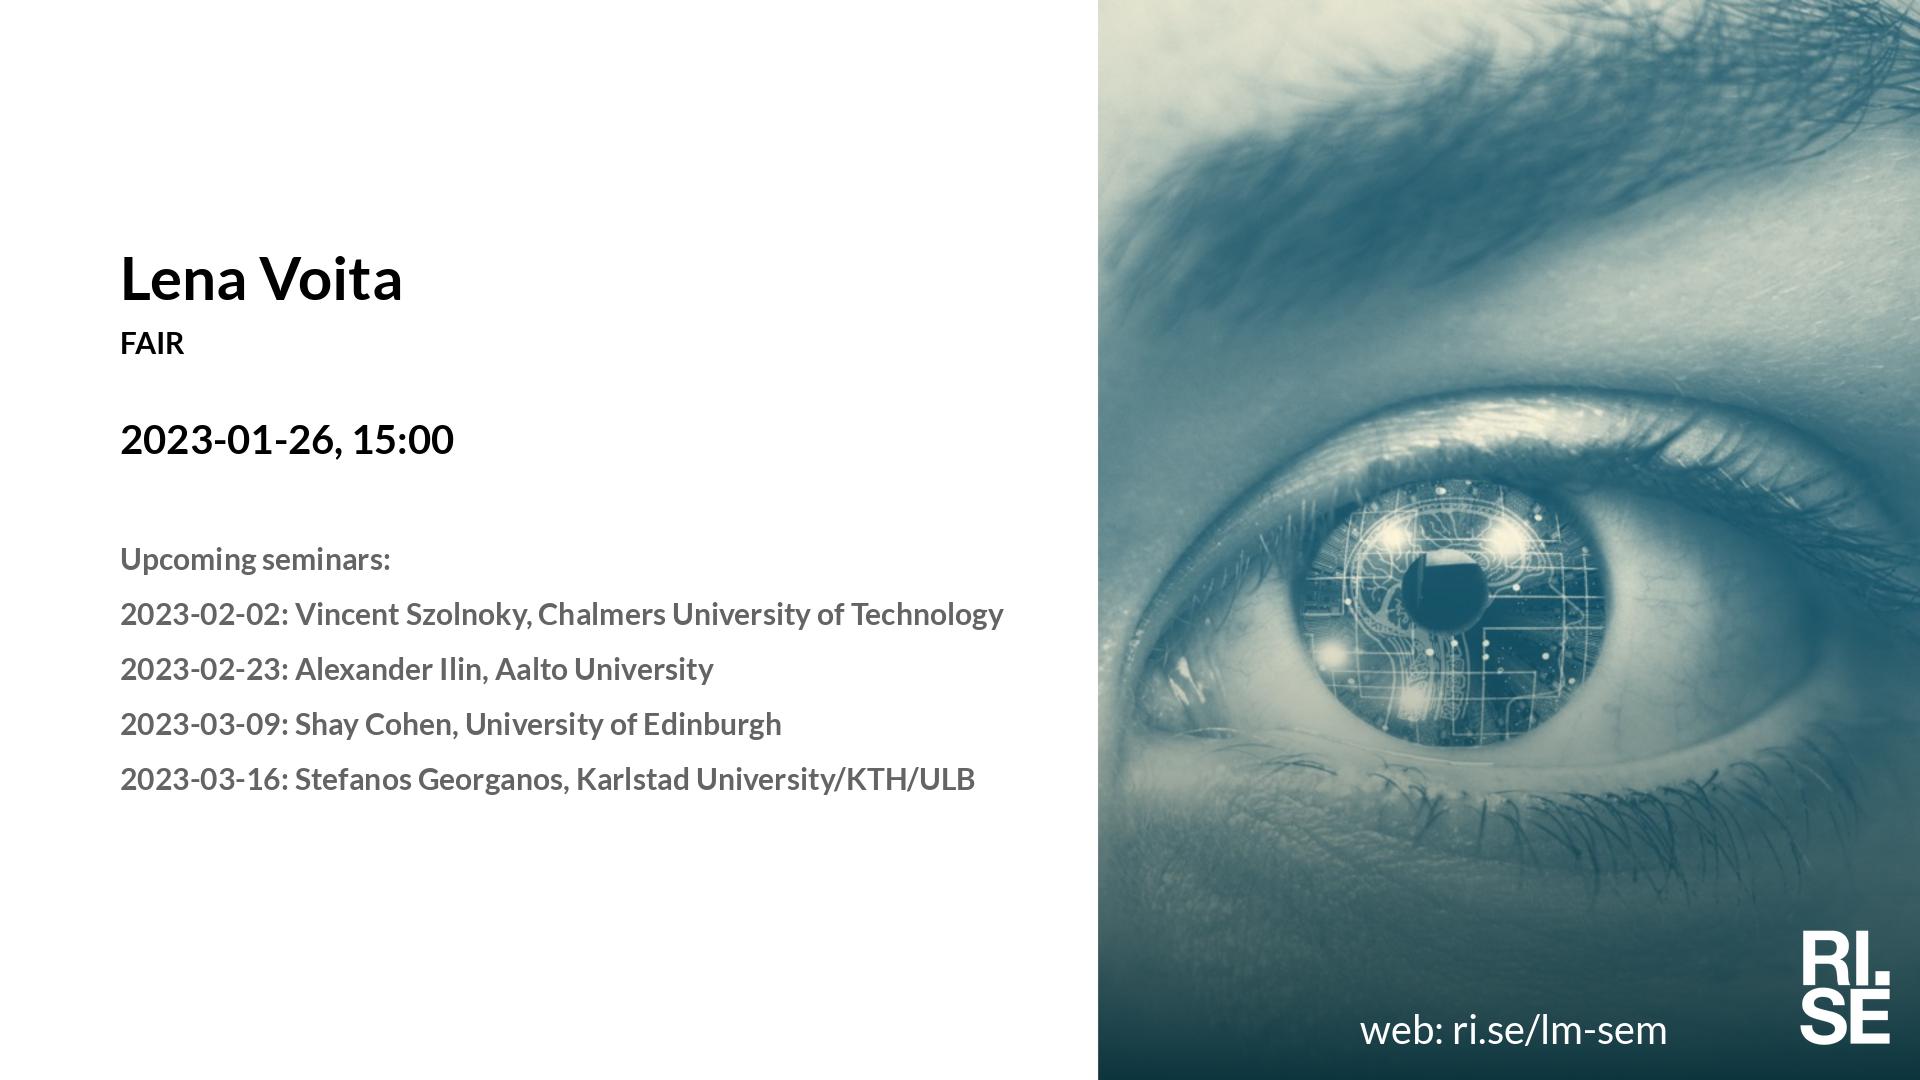 Lena Voita
FAIR
2023-01-26, 15:00
Upcoming seminars:
2023-02-02: Vincent Szolnoky, Chalmers University of Technology
2023-02-23: Alexander Ilin, Aalto University
2023-03-09: Shay Cohen, University of Edinburgh
2023-03-16: Stefanos Georganos, Karlstad University/KTH/ULB
web: ri.se/lm-sem
RI.
SE